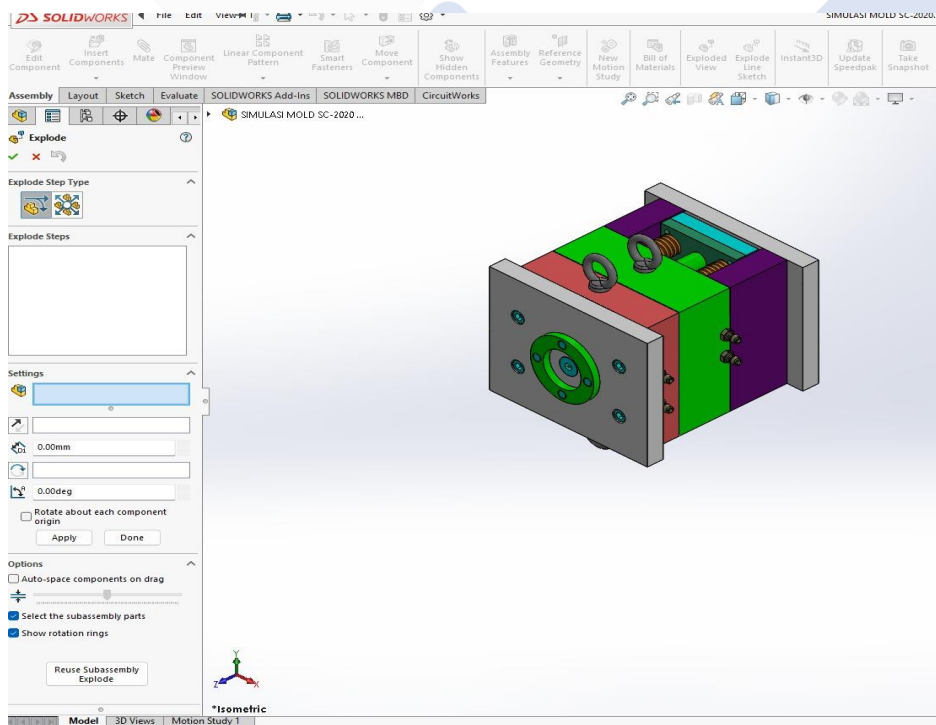 SOLIDWORKS File Edit View SIMULASI MOLD SC-2020.
Edit Component
Insert Components
Mate
Component Preview Window
Linear Component Pattern
Smart Fasteners
Move Component
Show Hidden Components
Assembly Features
Reference Geometry
New Motion Study
Bill of Materials
Exploded View
Explode Line Sketch
Instant3D
Update Speedpak
Take Snapshot
Assembly Layout Sketch Evaluate SOLIDWORKS Add-Ins SOLIDWORKS MBD CircuitWorks
SIMULASI MOLD SC-2020 ...
Explode
Explode Step Type
Explode Steps
Settings
D1 0.00mm
0.00deg
Rotate about each component
origin
Apply Done
Options
Auto-space components on drag
Select the subassembly parts
Show rotation rings
Reuse Subassembly
Explode
Y
Z X
*Isometric
Model 3D Views Motion Study 1